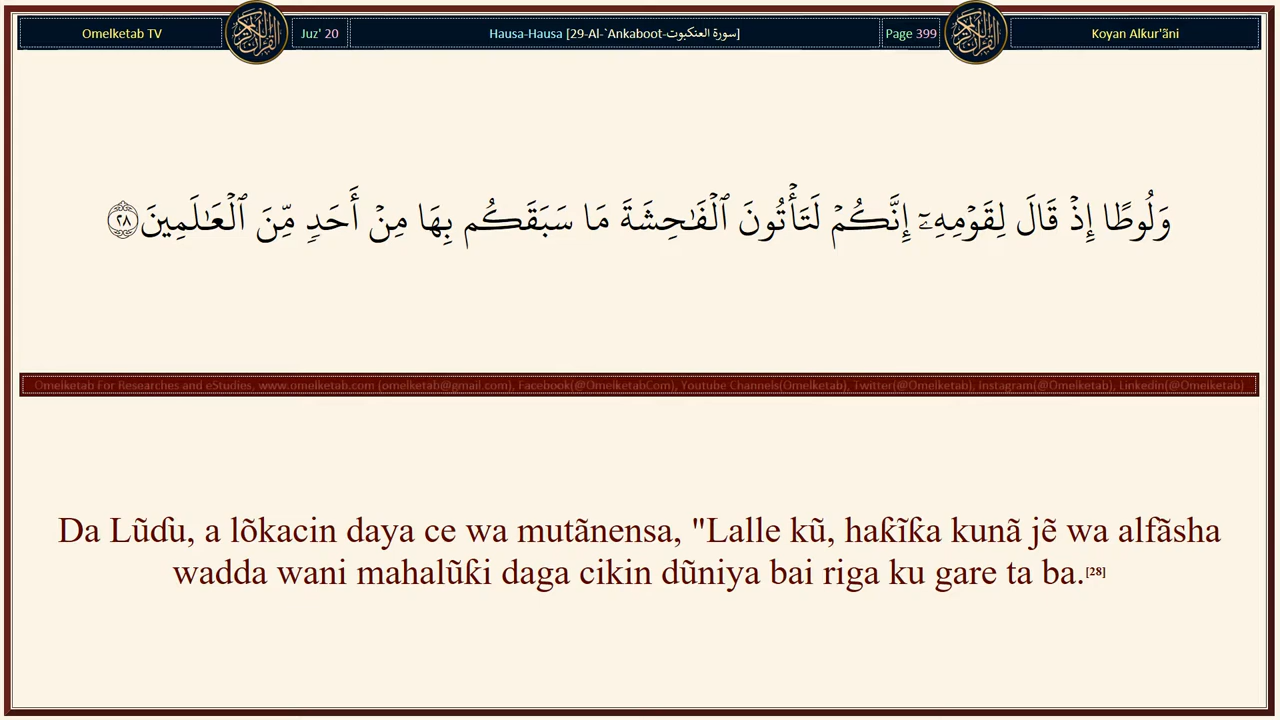 Omelketab TV
Juz' 20
Hausa-Hausa [29-Al-`Ankaboot-سورة العنكبوت]
Page 399
Koyan Alƙur'ãni
وَلُوطًا إِذۡ قَالَ لِقَوۡمِهِۦٓ إِنَّكُمۡ لَتَأۡتُونَ ٱلۡفَٰحِشَةَ مَا سَبَقَكُم بِهَا مِنۡ أَحَدٖ مِّنَ ٱلۡعَٰلَمِينَ ٢٨
Omelketab For Researches and eStudies, www.omelketab.com (omelketab@gmail.com), Facebook(@OmelketabCom), Youtube Channels(Omelketab), Twitter(@Omelketab), Instagram(@Omelketab), Linkedin(@Omelketab)
Da Lũɗu, a lõkacin daya ce wa mutãnensa, "Lalle kũ, haƙĩƙa kunã jẽ wa alfãsha
wadda wani mahalũƙi daga cikin dũniya bai riga ku gare ta ba.[28]